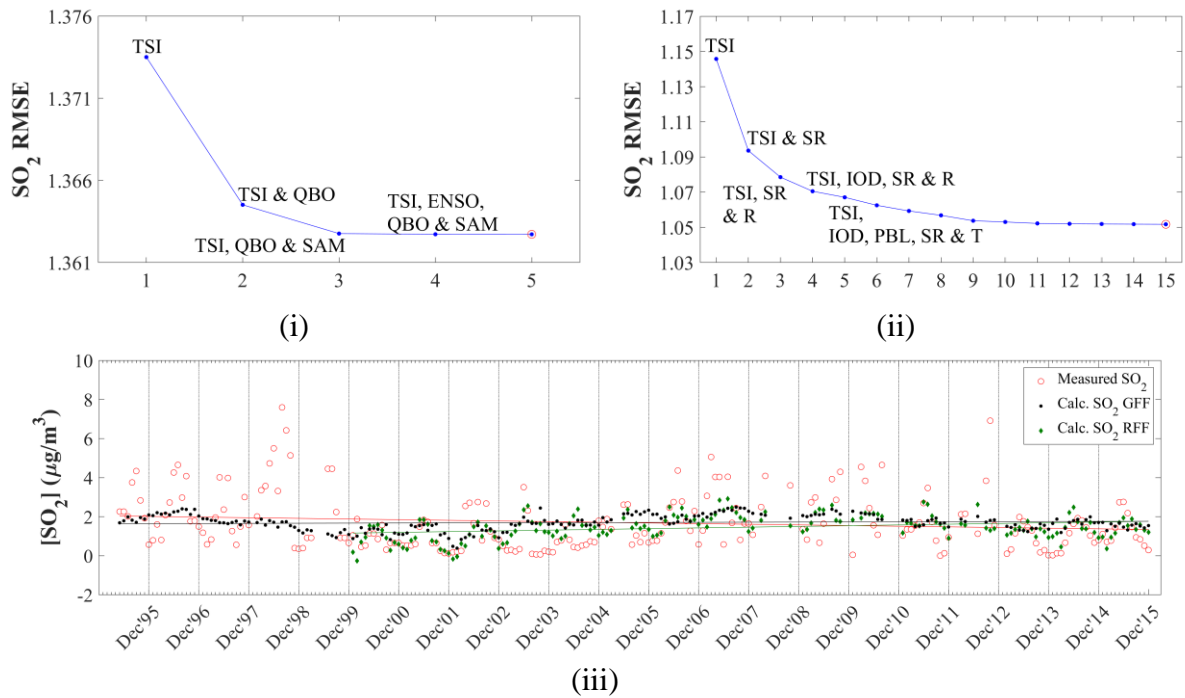 1.376
1.371
1.366
1.361
SO2 RMSE
TSI
TSI & QBO
TSI, QBO & SAM
TSI, ENSO,
QBO & SAM
1 2 3 4 5
(i)
1.17
1.15
1.13
1.11
1.09
1.07
1.05
1.03
SO2 RMSE
TSI
TSI & SR
TSI, SR
& R
TSI, IOD, SR & R
TSI,
IOD, PBL, SR & T
1 2 3 4 5 6 7 8 9 10 11 12 13 14 15
(ii)
10
8
6
4
2
0
-2
[SO2] (μg/m3)
Measured SO2
Calc. SO2 GFF
Calc. SO2 RFF
Dec'95 Dec'96 Dec'97 Dec'98 Dec'99 Dec'00 Dec'01 Dec'02 Dec'03 Dec'04 Dec'05 Dec'06 Dec'07 Dec'08 Dec'09 Dec'10 Dec'11 Dec'12 Dec'13 Dec'14 Dec'15
(iii)